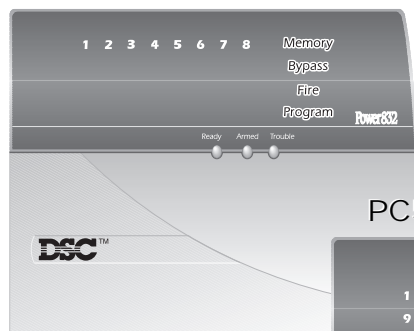 1 2 3 4 5 6 7 8 Memory
Bypass
Fire
Program
Power832
Ready Armed Trouble
PC
DSC™
1
9